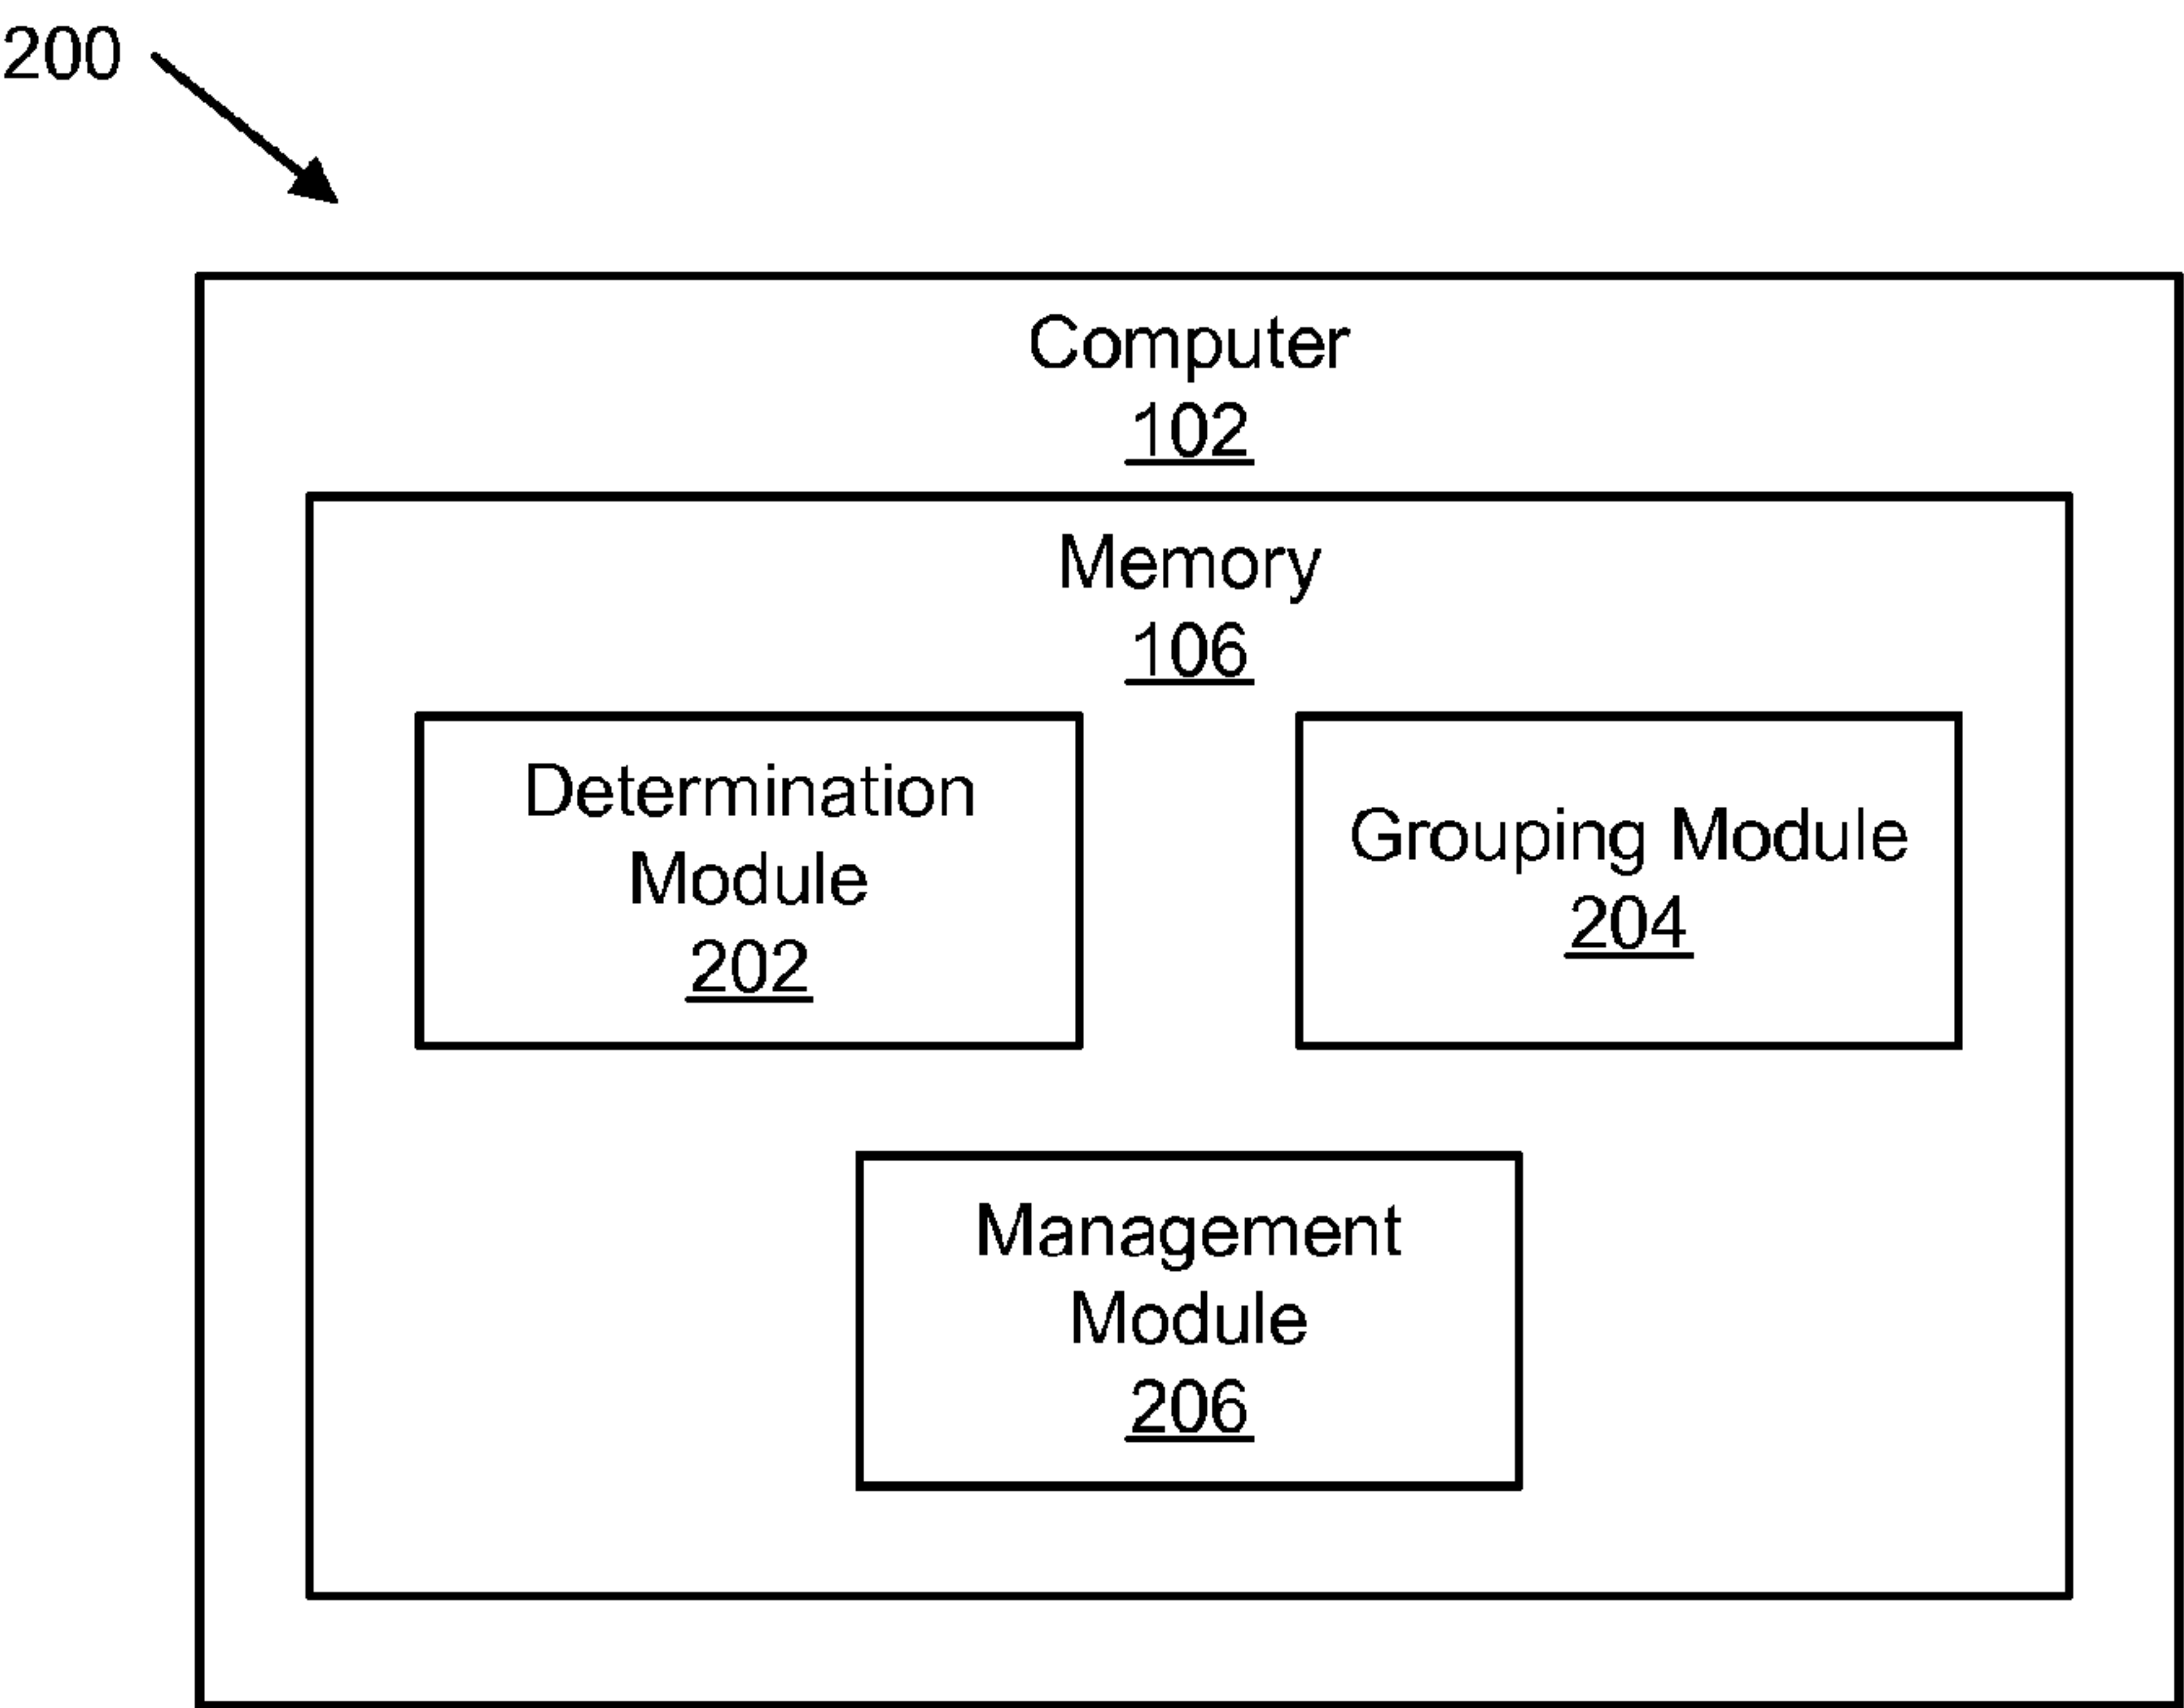 200
Computer
102
Memory
106
Determination
Module
202
Grouping Module
204
Management
Module
206